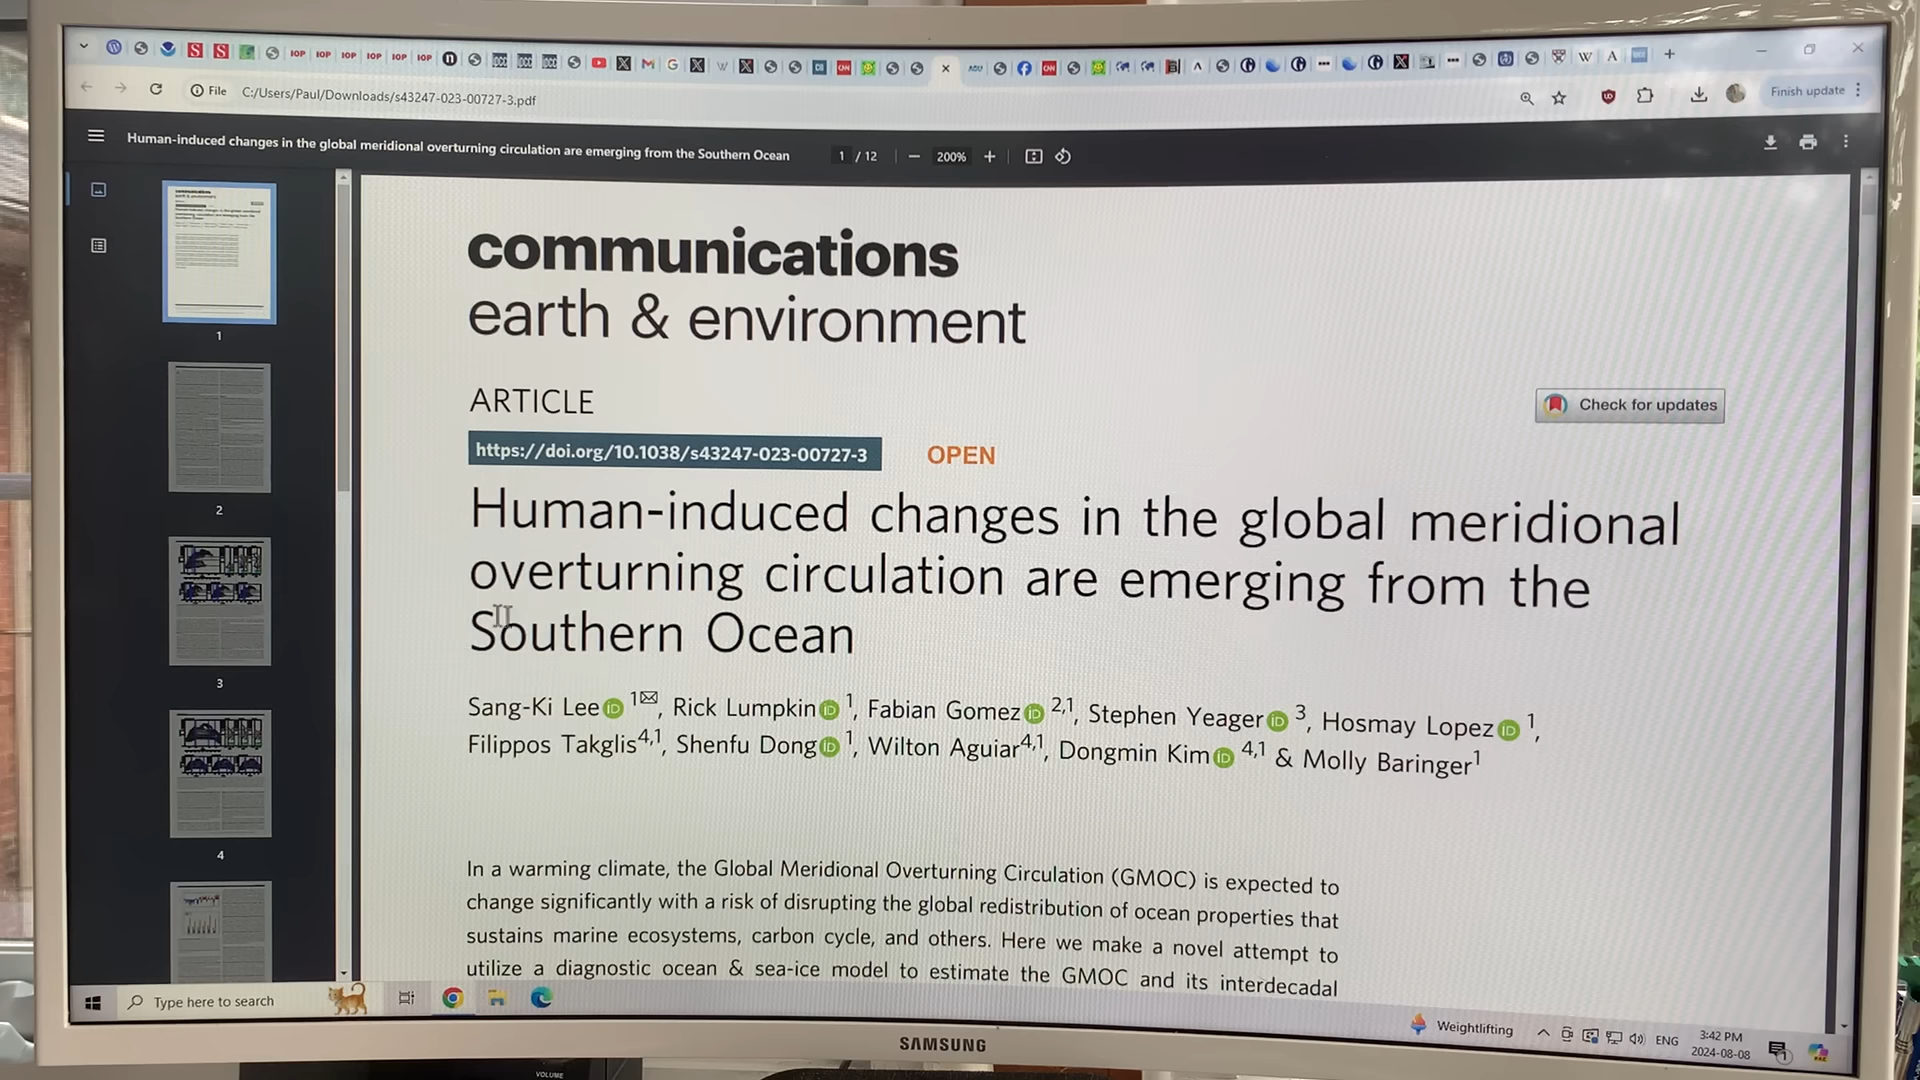 File C:/Users/Paul/Downloads/s43247-023-00727-3.pdf
Finish update
Human-induced changes in the global meridional overturning circulation are emerging from the Southern Ocean
1 / 12
200%
communications
earth & environment
ARTICLE
Check for updates
https://doi.org/10.1038/s43247-023-00727-3
OPEN
Human-induced changes in the global meridional
overturning circulation are emerging from the
Southern Ocean
Sang-Ki Lee 1✉, Rick Lumpkin 1, Fabian Gomez 2,1, Stephen Yeager 3, Hosmay Lopez 1,
Filippos Takglis4,1, Shenfu Dong 1, Wilton Aguiar4,1, Dongmin Kim 4,1 & Molly Baringer1
In a warming climate, the Global Meridional Overturning Circulation (GMOC) is expected to
change significantly with a risk of disrupting the global redistribution of ocean properties that
sustains marine ecosystems, carbon cycle, and others. Here we make a novel attempt to
utilize a diagnostic ocean & sea-ice model to estimate the GMOC and its interdecadal
1
2
3
4
Type here to search
Weightlifting
ENG
3:42 PM
2024-08-08
SAMSUNG
VOLUME